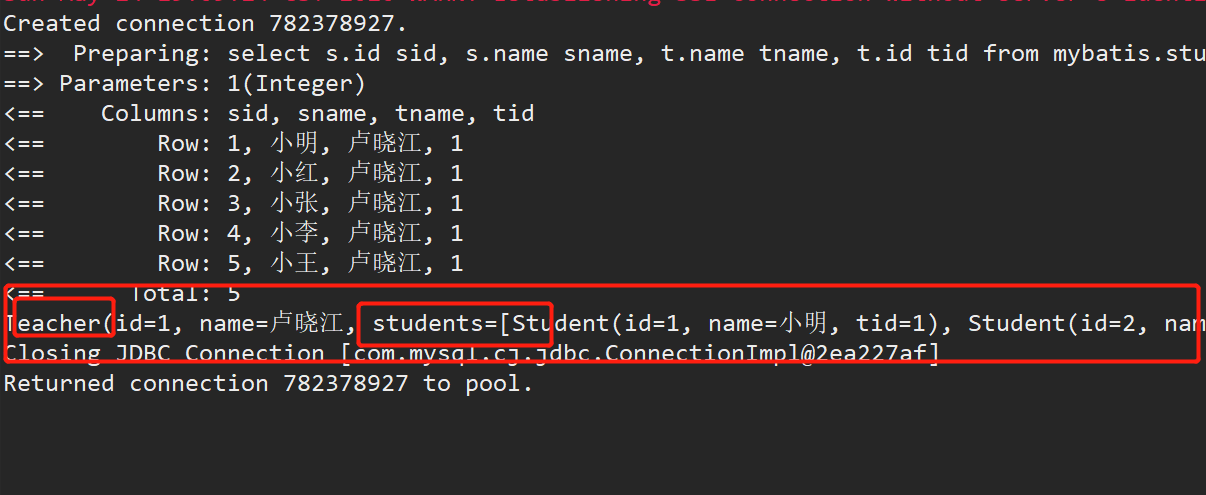 Created connection 782378927.
==>  Preparing: select s.id sid, s.name sname, t.name tname, t.id tid from mybatis.stu
==> Parameters: 1(Integer)
<==    Columns: sid, sname, tname, tid
<==        Row: 1, 小明, 卢晓江, 1
<==        Row: 2, 小红, 卢晓江, 1
<==        Row: 3, 小张, 卢晓江, 1
<==        Row: 4, 小李, 卢晓江, 1
<==        Row: 5, 小王, 卢晓江, 1
<==      Total: 5
Teacher(id=1, name=卢晓江, students=[Student(id=1, name=小明, tid=1), Student(id=2, nam
Closing JDBC Connection [com.mysql.cj.jdbc.ConnectionImpl@2ea227af]
Returned connection 782378927 to pool.